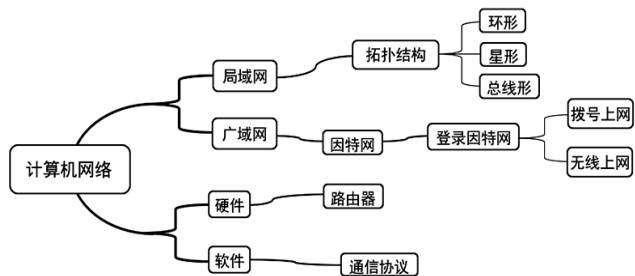 计算机网络
局域网
拓扑结构
环形
星形
总线形
广域网
因特网
登录因特网
拨号上网
无线上网
硬件
路由器
软件
通信协议